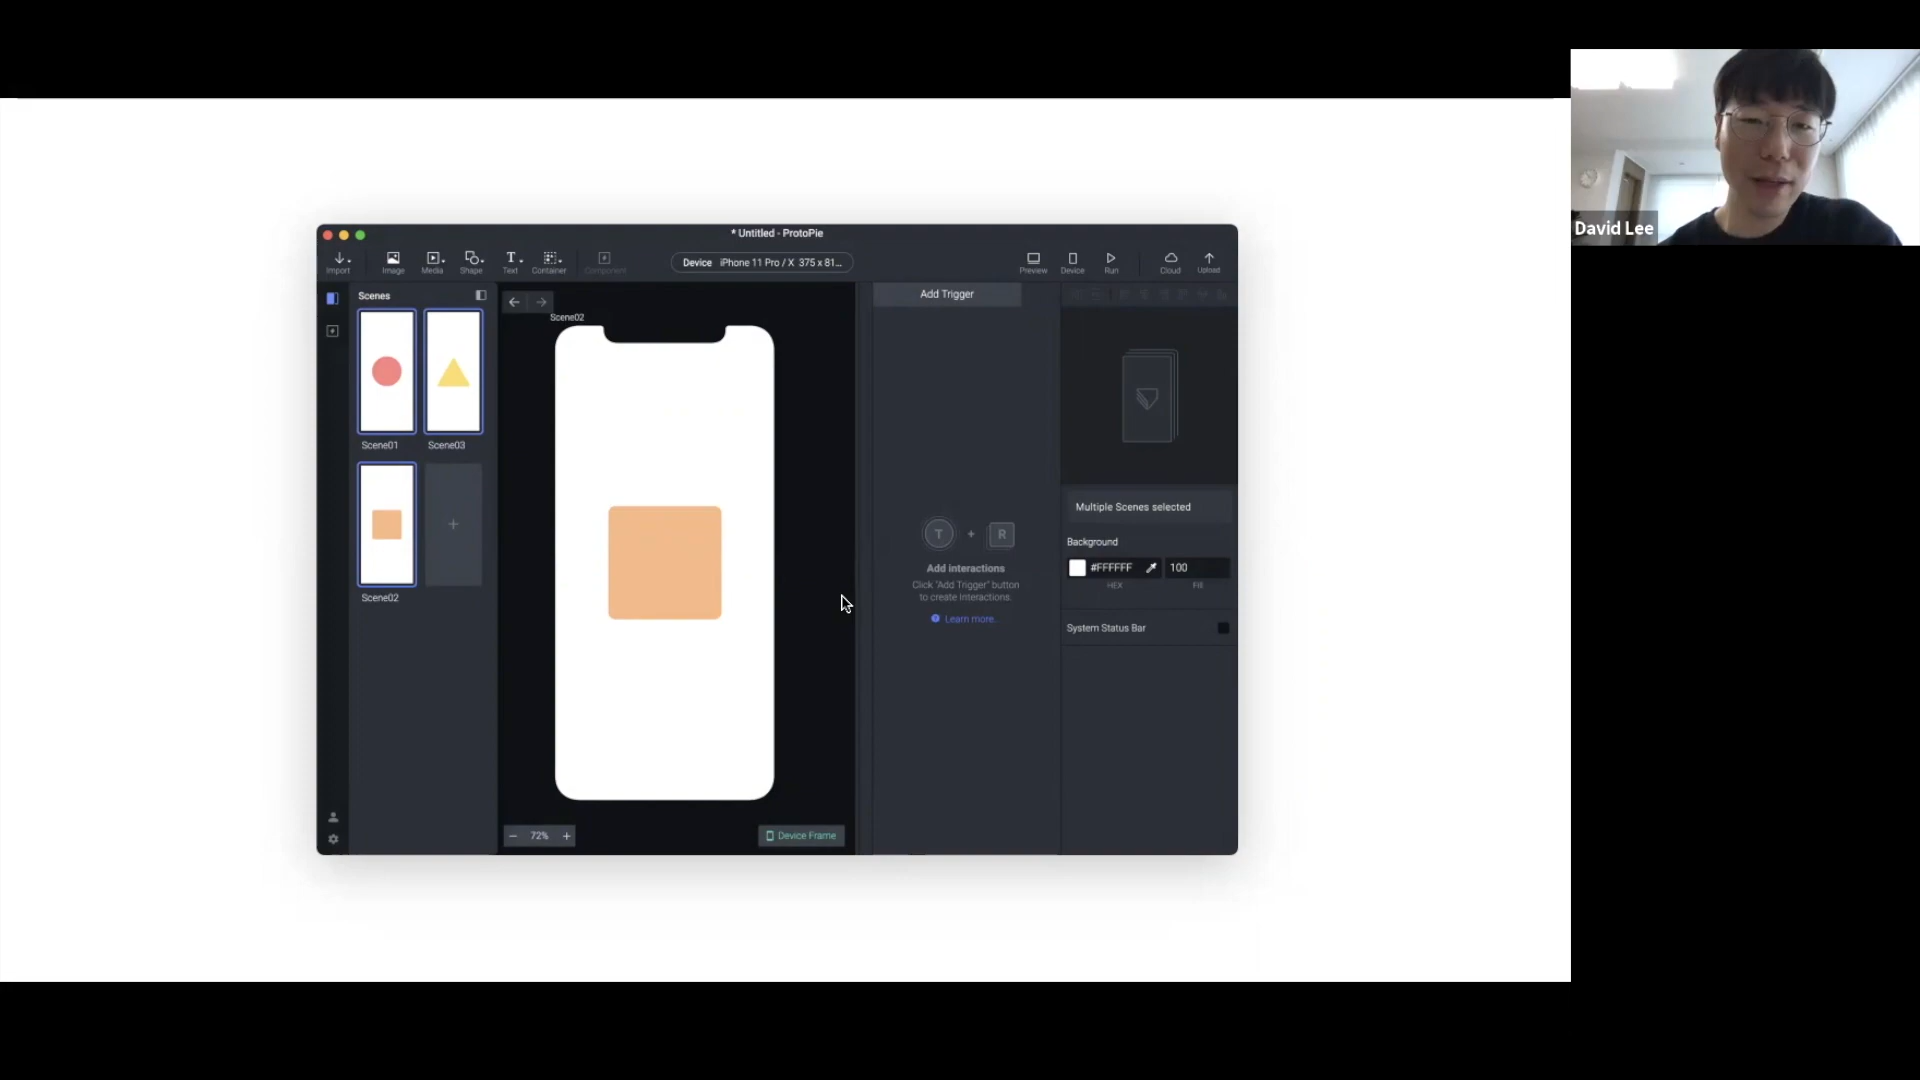 * Untitled - ProtoPie
Import
Image
Media
Shape
T
Text
Container
Component
Device iPhone 11 Pro / X 375 x 81...
Preview
Device
Run
Cloud
Upload
Scenes
Scene01
Scene03
+
Scene02
Scene02
− 72% +
Device Frame
Add Trigger
T + R
Add interactions
Click "Add Trigger" button
to create Interactions.
? Learn more..
Multiple Scenes selected
Background
#FFFFFF
100
HEX
Fill
System Status Bar
David Lee